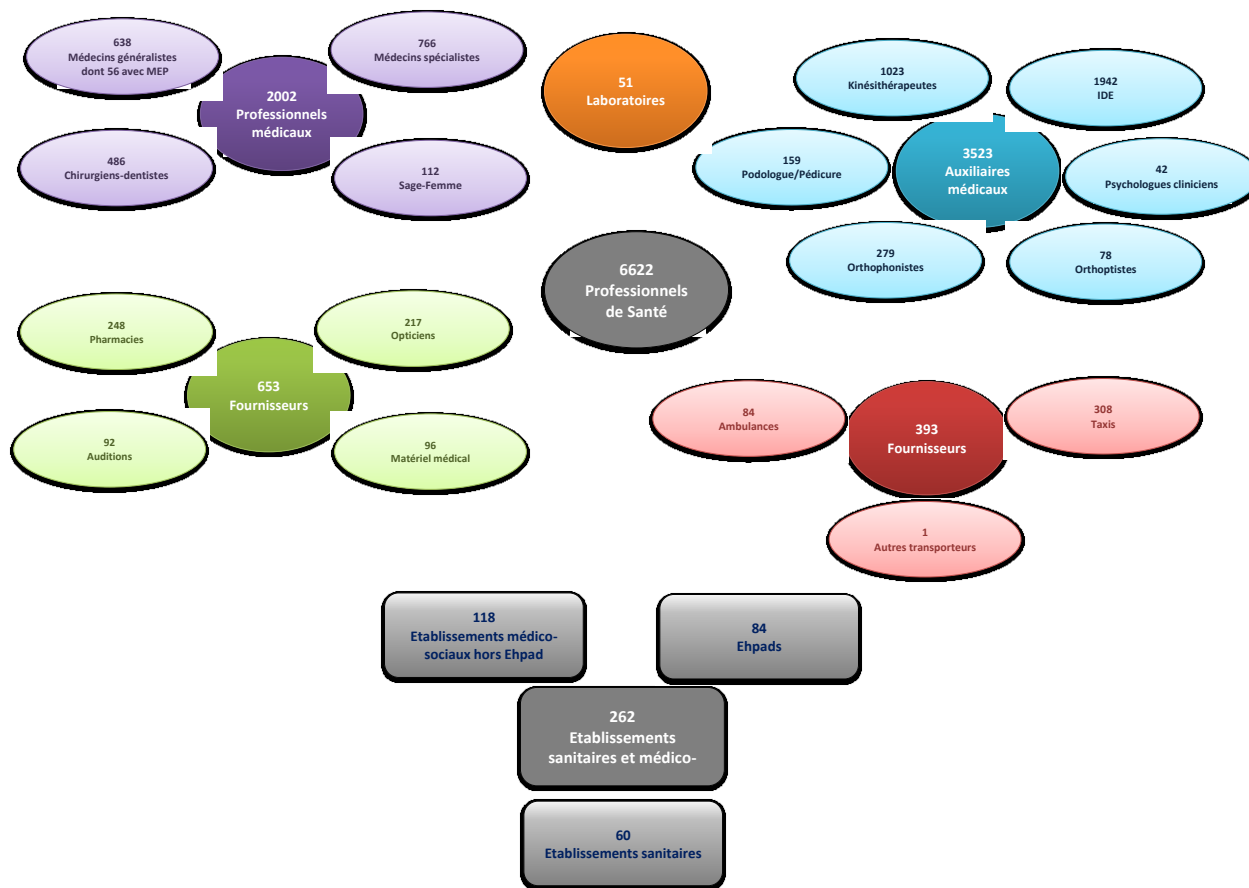 638
Médecins généralistes
dont 56 avec MEP
766
Médecins spécialistes
2002
Professionnels
médicaux
486
Chirurgiens-dentistes
112
Sage-Femme
51
Laboratoires
1023
Kinésithérapeutes
1942
IDE
159
Podologue/Pédicure
3523
Auxiliaires
médicaux
42
Psychologues cliniciens
279
Orthophonistes
78
Orthoptistes
6622
Professionnels
de Santé
248
Pharmacies
217
Opticiens
653
Fournisseurs
92
Auditions
96
Matériel médical
84
Ambulances
393
Fournisseurs
308
Taxis
1
Autres transporteurs
118
Etablissements médico-
sociaux hors Ehpad
84
Ehpads
262
Etablissements
sanitaires et médico-
60
Etablissements sanitaires